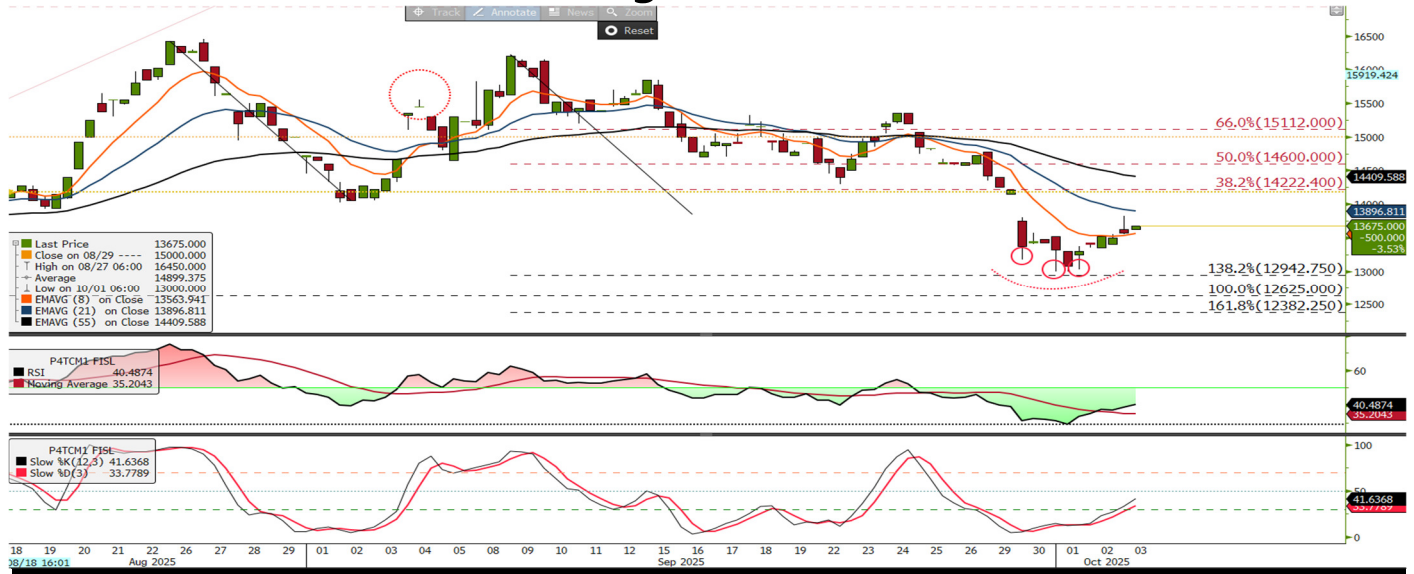 Track Annotate News Zoom
Reset
16500
15919.424
15500
15000
14409.588
14000
13896.811
13675.000
-500.000
-3.53%
13000
12500
66.0%(15112.000)
50.0%(14600.000)
38.2%(14222.400)
138.2%(12942.750)
100.0%(12625.000)
161.8%(12382.250)
Last Price 13675.000
Close on 08/29 ---- 15000.000
High on 08/27 06:00 16450.000
Average 14899.375
Low on 10/01 06:00 13000.000
EMAVG (8) on Close 13563.941
EMAVG (21) on Close 13896.811
EMAVG (55) on Close 14409.588
P4TCM1 FISL
RSI 40.4874
Moving Average 35.2043
60
40.4874
35.2043
P4TCM1 FISL
Slow %K(12,3) 41.6368
Slow %D(3) 33.7789
100
50
41.6368
33.7789
0
18 19 20 21 22 26 27 28 29 01 02 03 04 05 08 09 10 11 12 15 16 17 18 19 22 23 24 25 26 29 30 01 02 03
08/18 16:01 Aug 2025 Sep 2025 Oct 2025